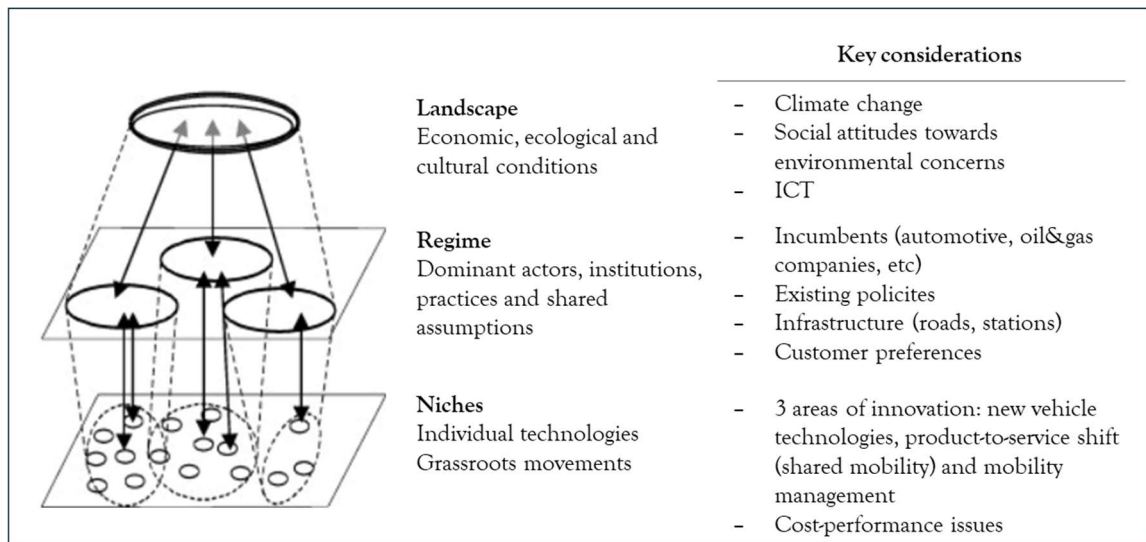 Key considerations
Landscape
Economic, ecological and
cultural conditions
- Climate change
- Social attitudes towards
environmental concerns
- ICT
Regime
Dominant actors, institutions,
practices and shared
assumptions
- Incumbents (automotive, oil&gas
companies, etc)
- Existing policites
- Infrastructure (roads, stations)
- Customer preferences
Niches
Individual technologies
Grassroots movements
- 3 areas of innovation: new vehicle
technologies, product-to-service shift
(shared mobility) and mobility
management
- Cost-performance issues